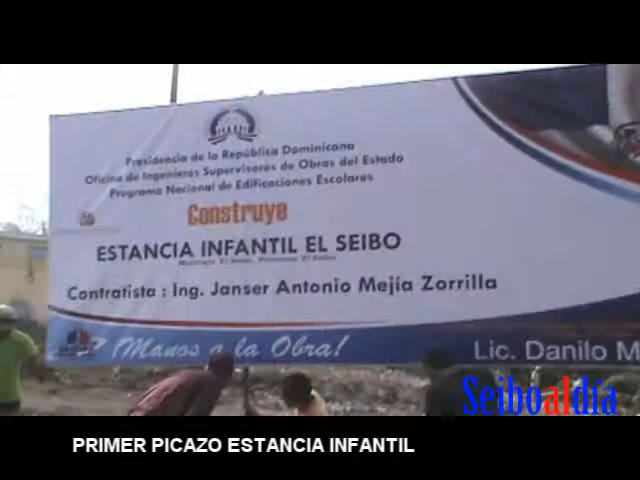 Presidencia de la República Dominicana
Oficina de Ingenieros Supervisores de Obras del Estado
Programa Nacional de Edificaciones Escolares
Construye
ESTANCIA INFANTIL EL SEIBO
Contratista : Ing. Janser Antonio Mejía Zorrilla
¡Manos a la Obra!
Lic. Danilo M
Seiboaldía
PRIMER PICAZO ESTANCIA INFANTIL